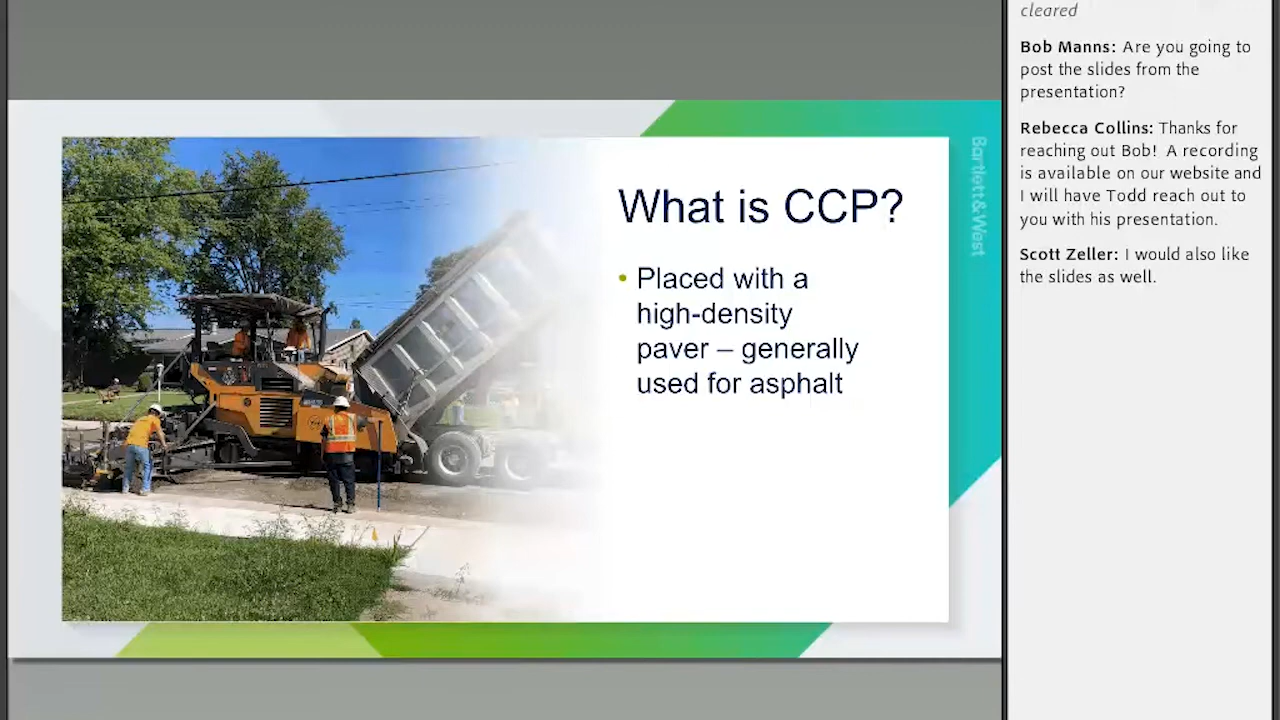 What is CCP?
• Placed with a
high-density
paver – generally
used for asphalt
Bartlett&West
cleared
Bob Manns: Are you going to
post the slides from the
presentation?
Rebecca Collins: Thanks for
reaching out Bob!  A recording
is available on our website and
I will have Todd reach out to
you with his presentation.
Scott Zeller: I would also like
the slides as well.